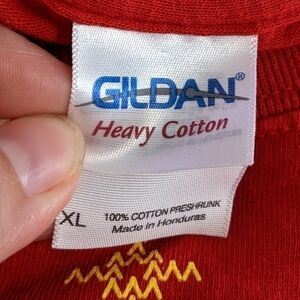 GILDAN®
Heavy Cotton
XL
100% COTTON PRESHRUNK
Made in Honduras